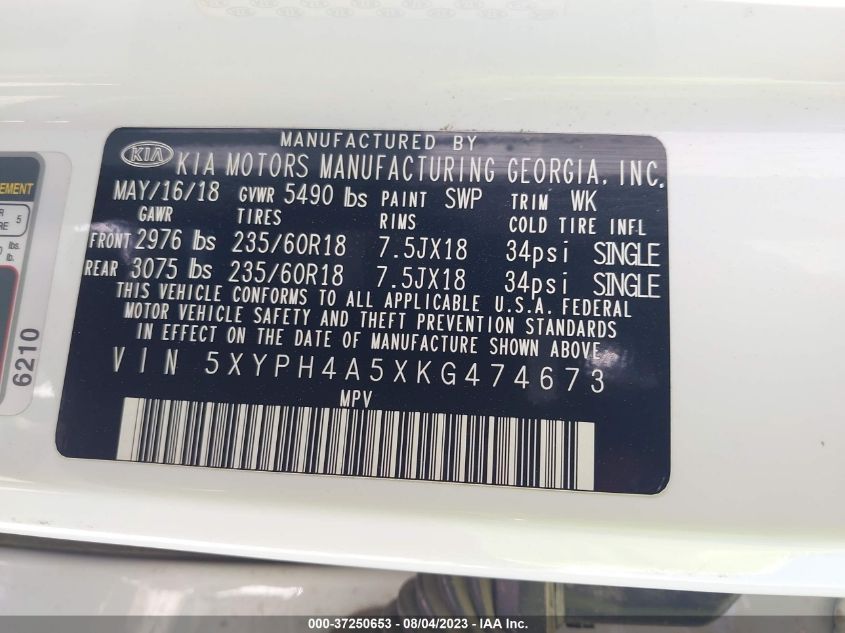 MANUFACTURED BY
KIA KIA MOTORS MANUFACTURING GEORGIA, INC.
MAY/16/18 GVWR 5490 lbs PAINT SWP TRIM WK
GAWR TIRES RIMS COLD TIRE INFL
FRONT 2976 lbs 235/60R18 7.5JX18 34psi SINGLE
REAR 3075 lbs 235/60R18 7.5JX18 34psi SINGLE
THIS VEHICLE CONFORMS TO ALL APPLICABLE U.S.A. FEDERAL
MOTOR VEHICLE SAFETY AND THEFT PREVENTION STANDARDS
IN EFFECT ON THE DATE OF MANUFACTURE SHOWN ABOVE.
VIN 5XYPH4A5XKG474673
MPV
5
lbs.
lb.
6210
000-37250653 - 08/04/2023 - IAA Inc.